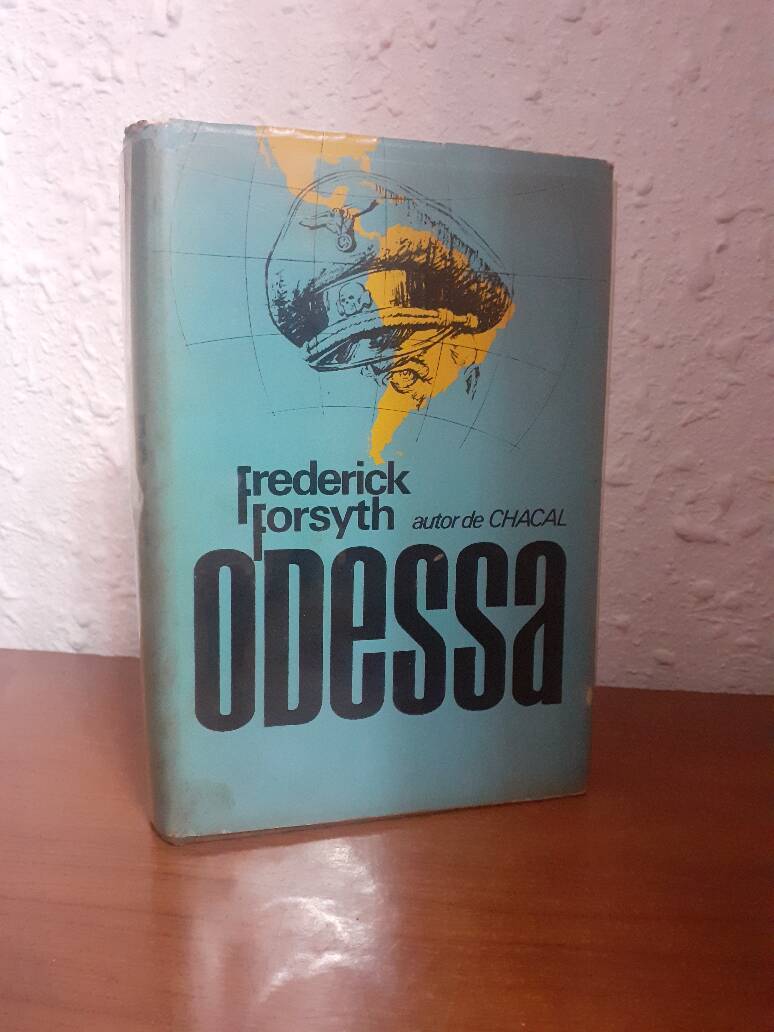 Frederick
Forsyth autor de CHACAL
ODESSA